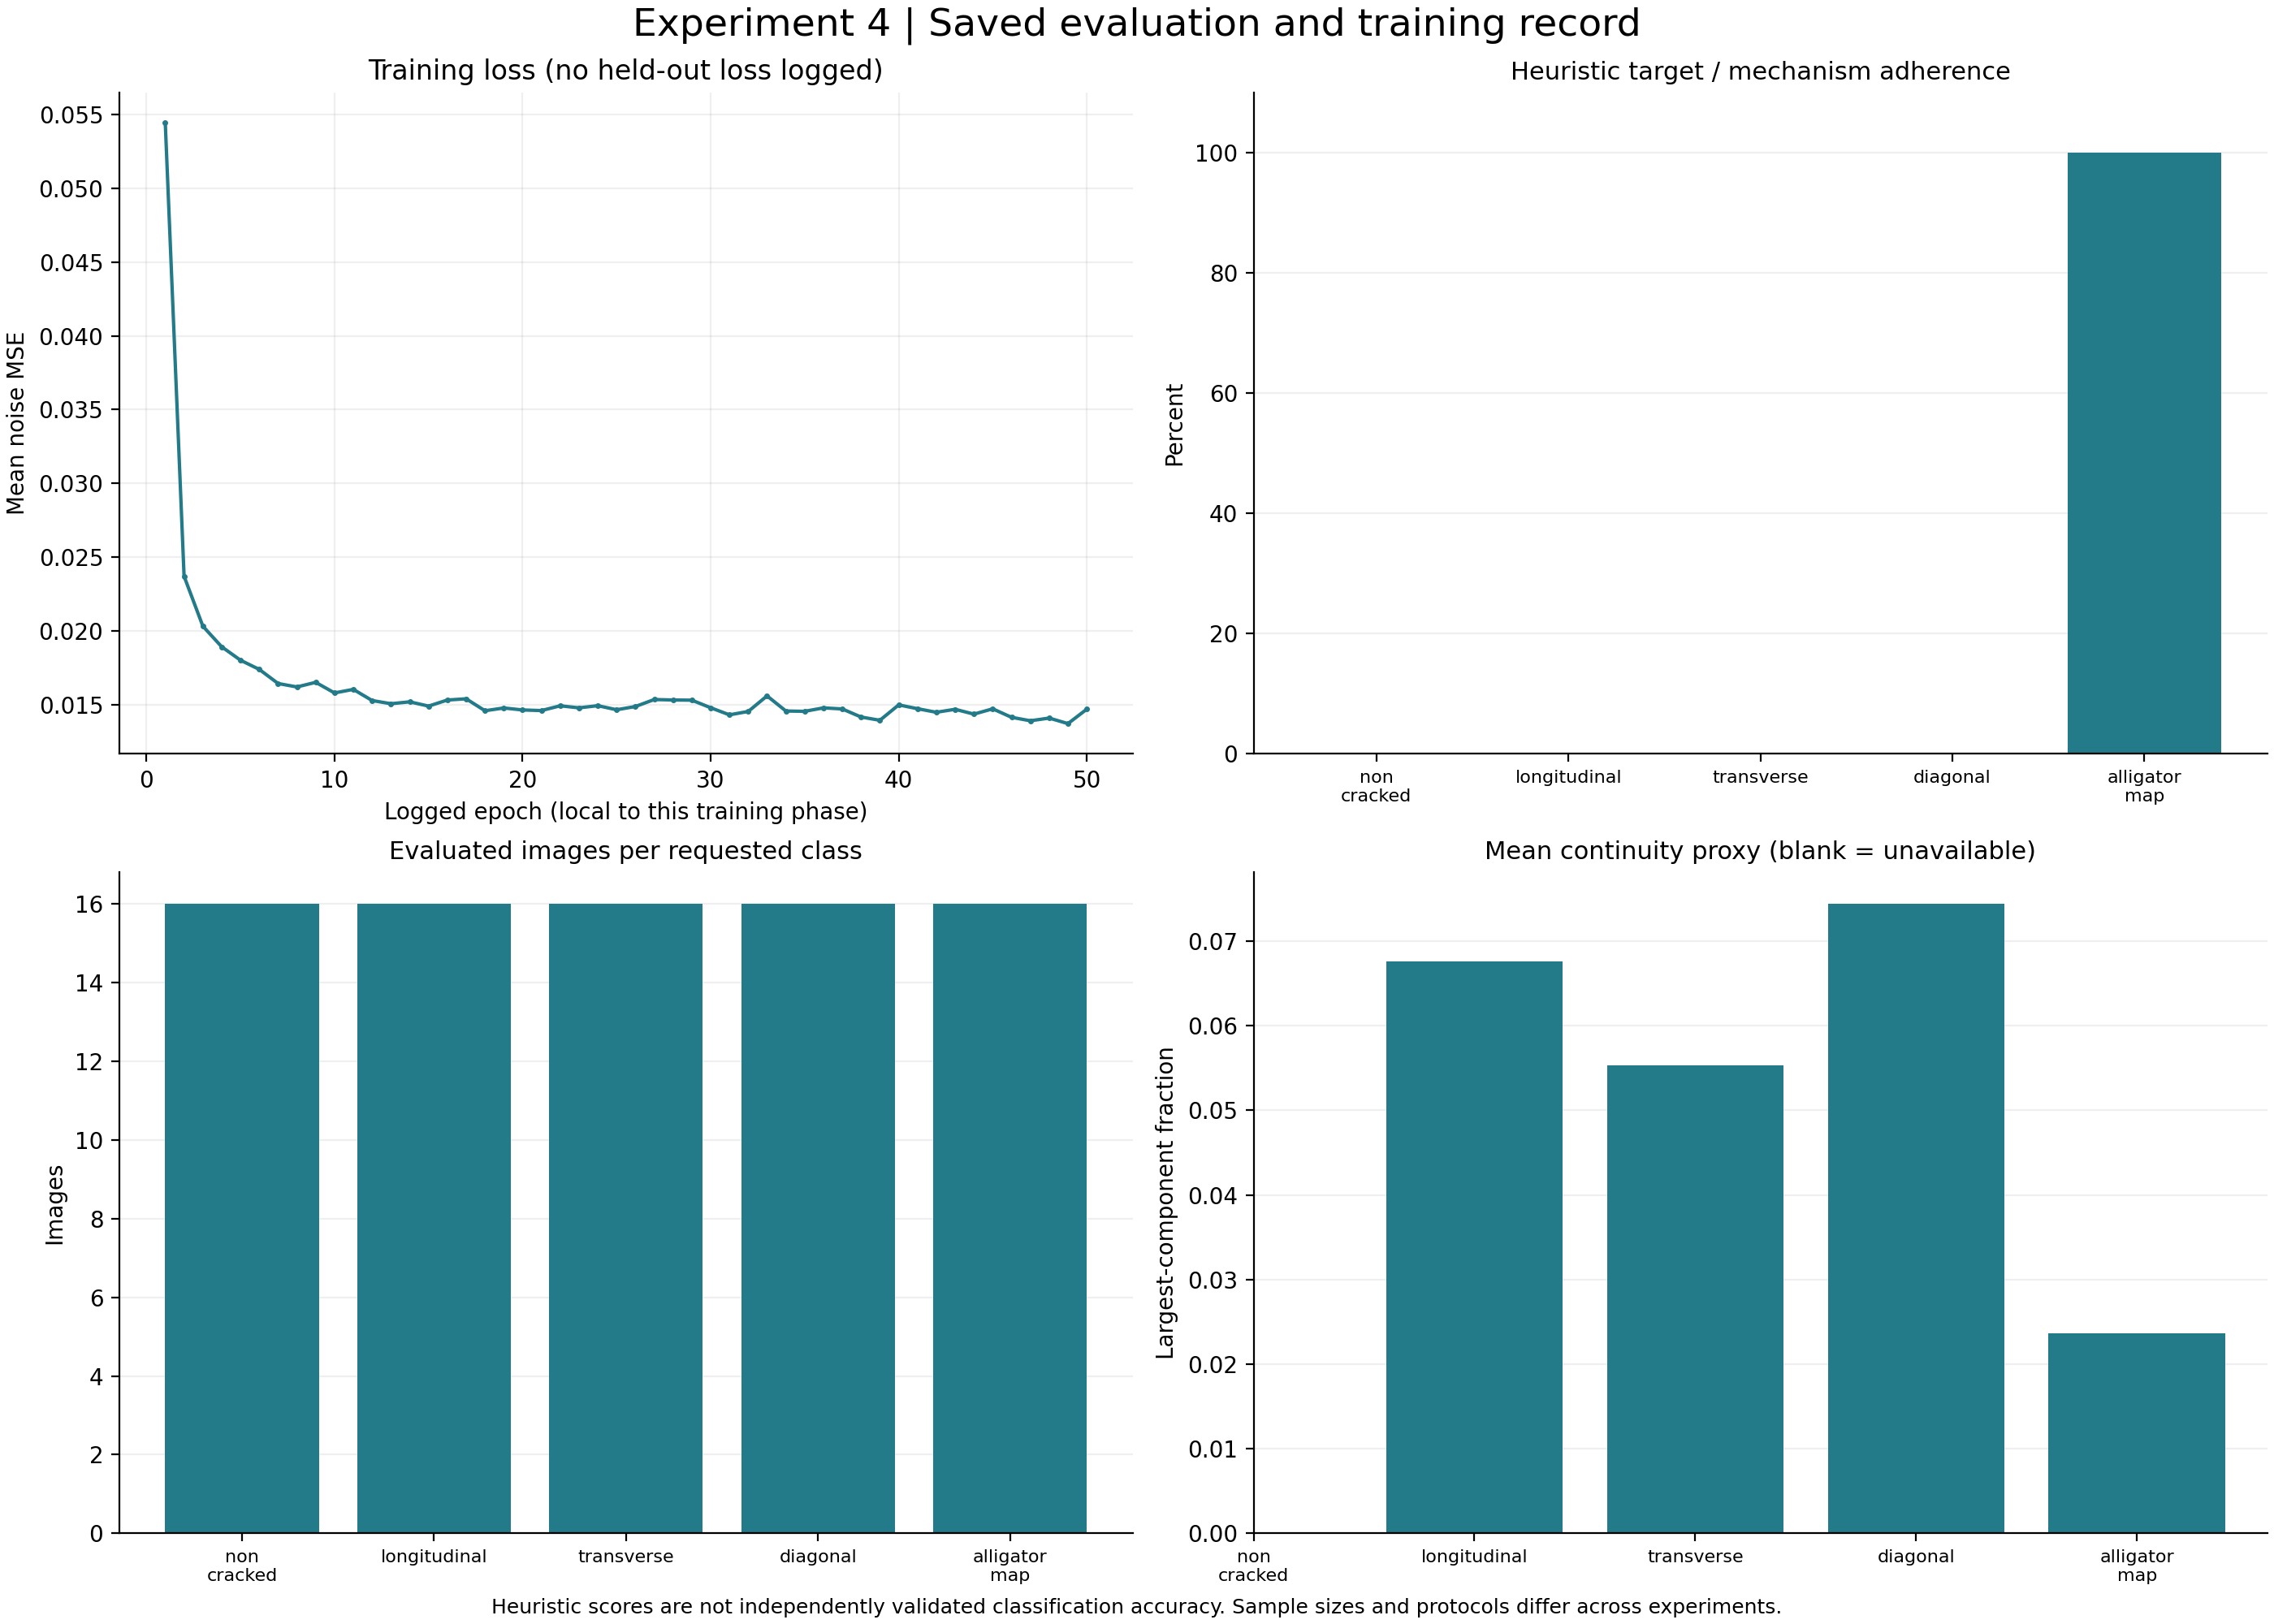 Experiment 4 | Saved evaluation and training record
Training loss (no held-out loss logged)
Mean noise MSE
0.055
0.050
0.045
0.040
0.035
0.030
0.025
0.020
0.015
0
10
20
30
40
50
Logged epoch (local to this training phase)
Heuristic target / mechanism adherence
Percent
100
80
60
40
20
0
non
cracked
longitudinal
transverse
diagonal
alligator
map
Evaluated images per requested class
Images
16
14
12
10
8
6
4
2
0
non
cracked
longitudinal
transverse
diagonal
alligator
map
Mean continuity proxy (blank = unavailable)
Largest-component fraction
0.07
0.06
0.05
0.04
0.03
0.02
0.01
0.00
non
cracked
longitudinal
transverse
diagonal
alligator
map
Heuristic scores are not independently validated classification accuracy. Sample sizes and protocols differ across experiments.